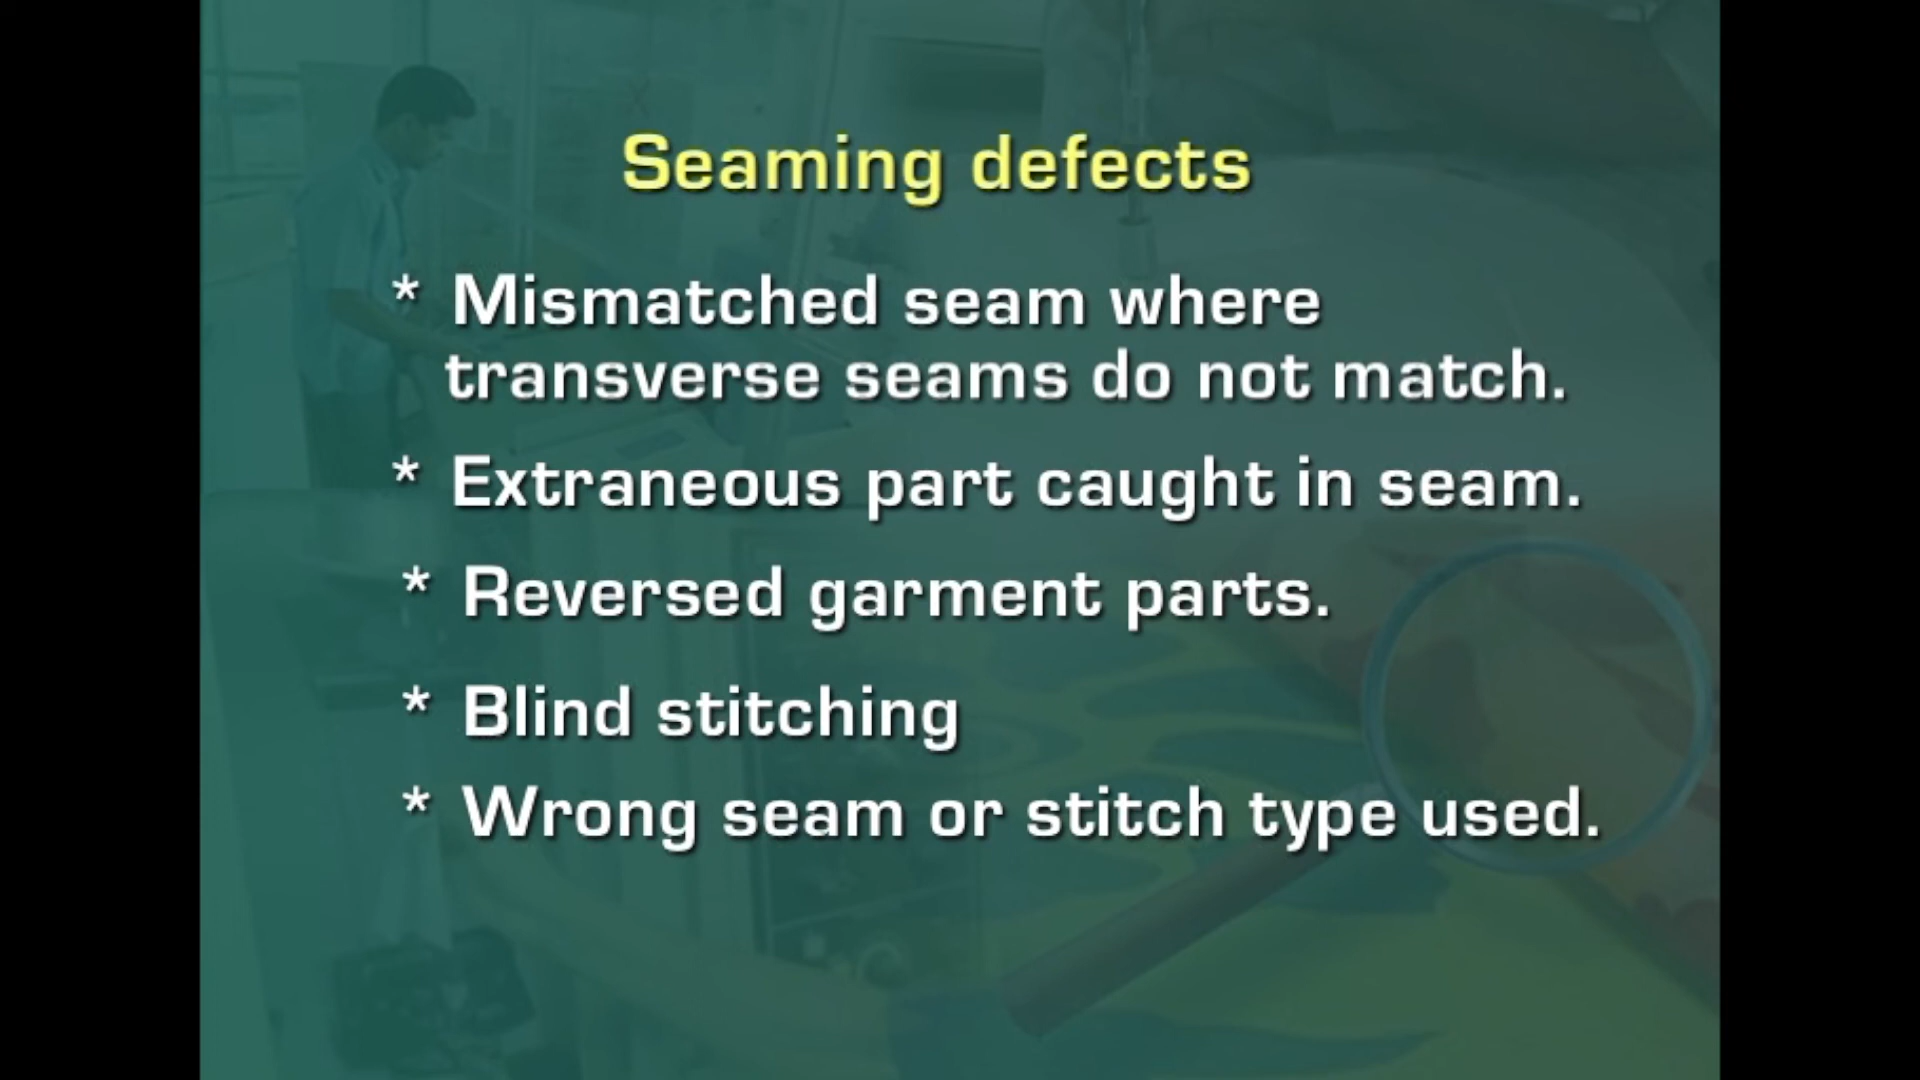 Seaming defects
* Mismatched seam where
transverse seams do not match.
* Extraneous part caught in seam.
* Reversed garment parts.
* Blind stitching
* Wrong seam or stitch type used.